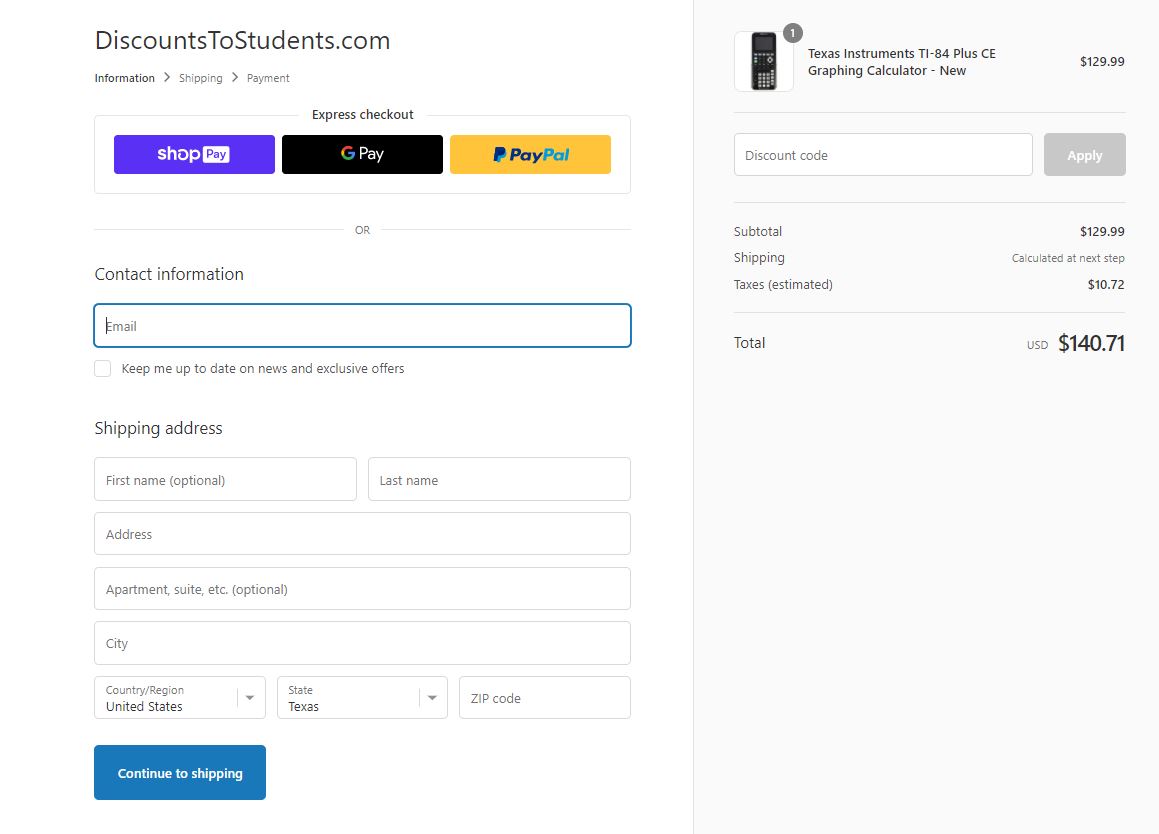 DiscountsToStudents.com
Information > Shipping > Payment
Express checkout
shop Pay
G Pay
PayPal
OR
Contact information
Email
Keep me up to date on news and exclusive offers
Shipping address
First name (optional)
Last name
Address
Apartment, suite, etc. (optional)
City
Country/Region
United States
State
Texas
ZIP code
Continue to shipping
1
Texas Instruments TI-84 Plus CE
Graphing Calculator - New
$129.99
Discount code
Apply
Subtotal $129.99
Shipping Calculated at next step
Taxes (estimated) $10.72
Total USD $140.71